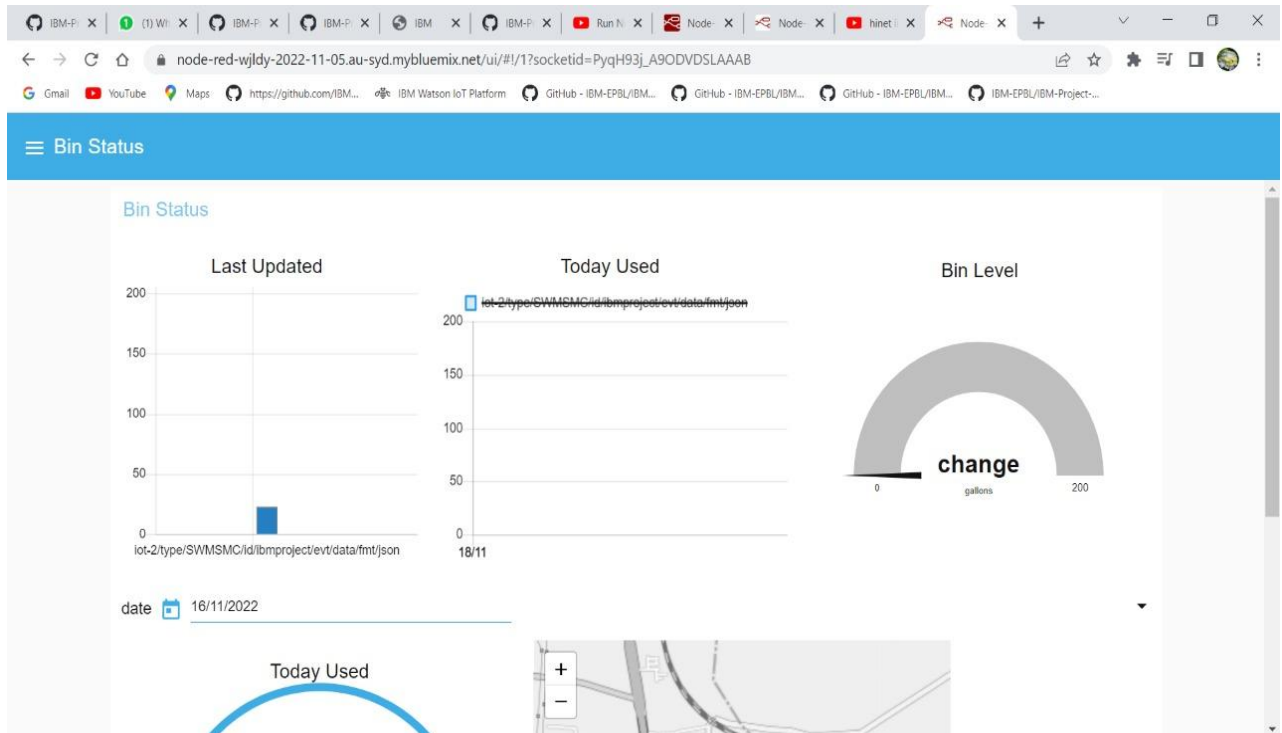 IBM-P
(1) Wh
IBM-P
IBM-P
IBM
IBM-P
Run N
Node-
Node-
hinet i
Node-
node-red-wjldy-2022-11-05.au-syd.mybluemix.net/ui/#!/1?socketid=PyqH93j_A9ODVDSLAAAB
Gmail
YouTube
Maps
https://github.com/IBM...
IBM Watson IoT Platform
GitHub - IBM-EPBL/IBM...
GitHub - IBM-EPBL/IBM...
GitHub - IBM-EPBL/IBM...
IBM-EPBL/IBM-Project-...
Bin Status
Bin Status
Last Updated
200
150
100
50
0
iot-2/type/SWMSMC/id/ibmproject/evt/data/fmt/json
Today Used
iot-2/type/SWMSMC/id/ibmproject/evt/data/fmt/json
200
150
100
50
0
18/11
Bin Level
change
0
gallons
200
date
16/11/2022
Today Used
+
−